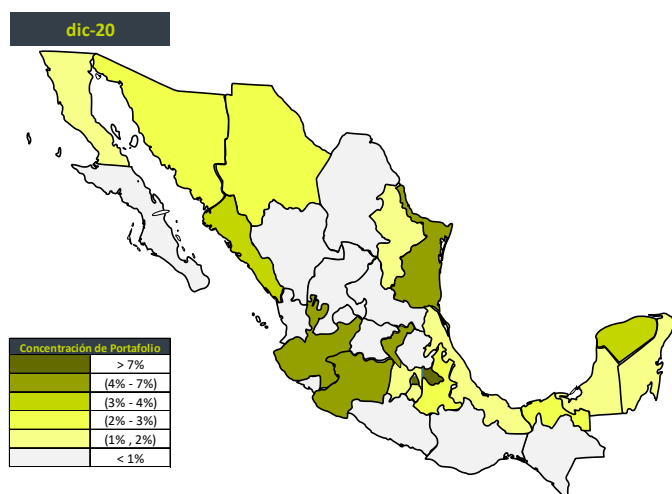 dic-20
Concentración de Portafolio
> 7%
(4% - 7%)
(3% - 4%)
(2% - 3%)
(1% , 2%)
< 1%